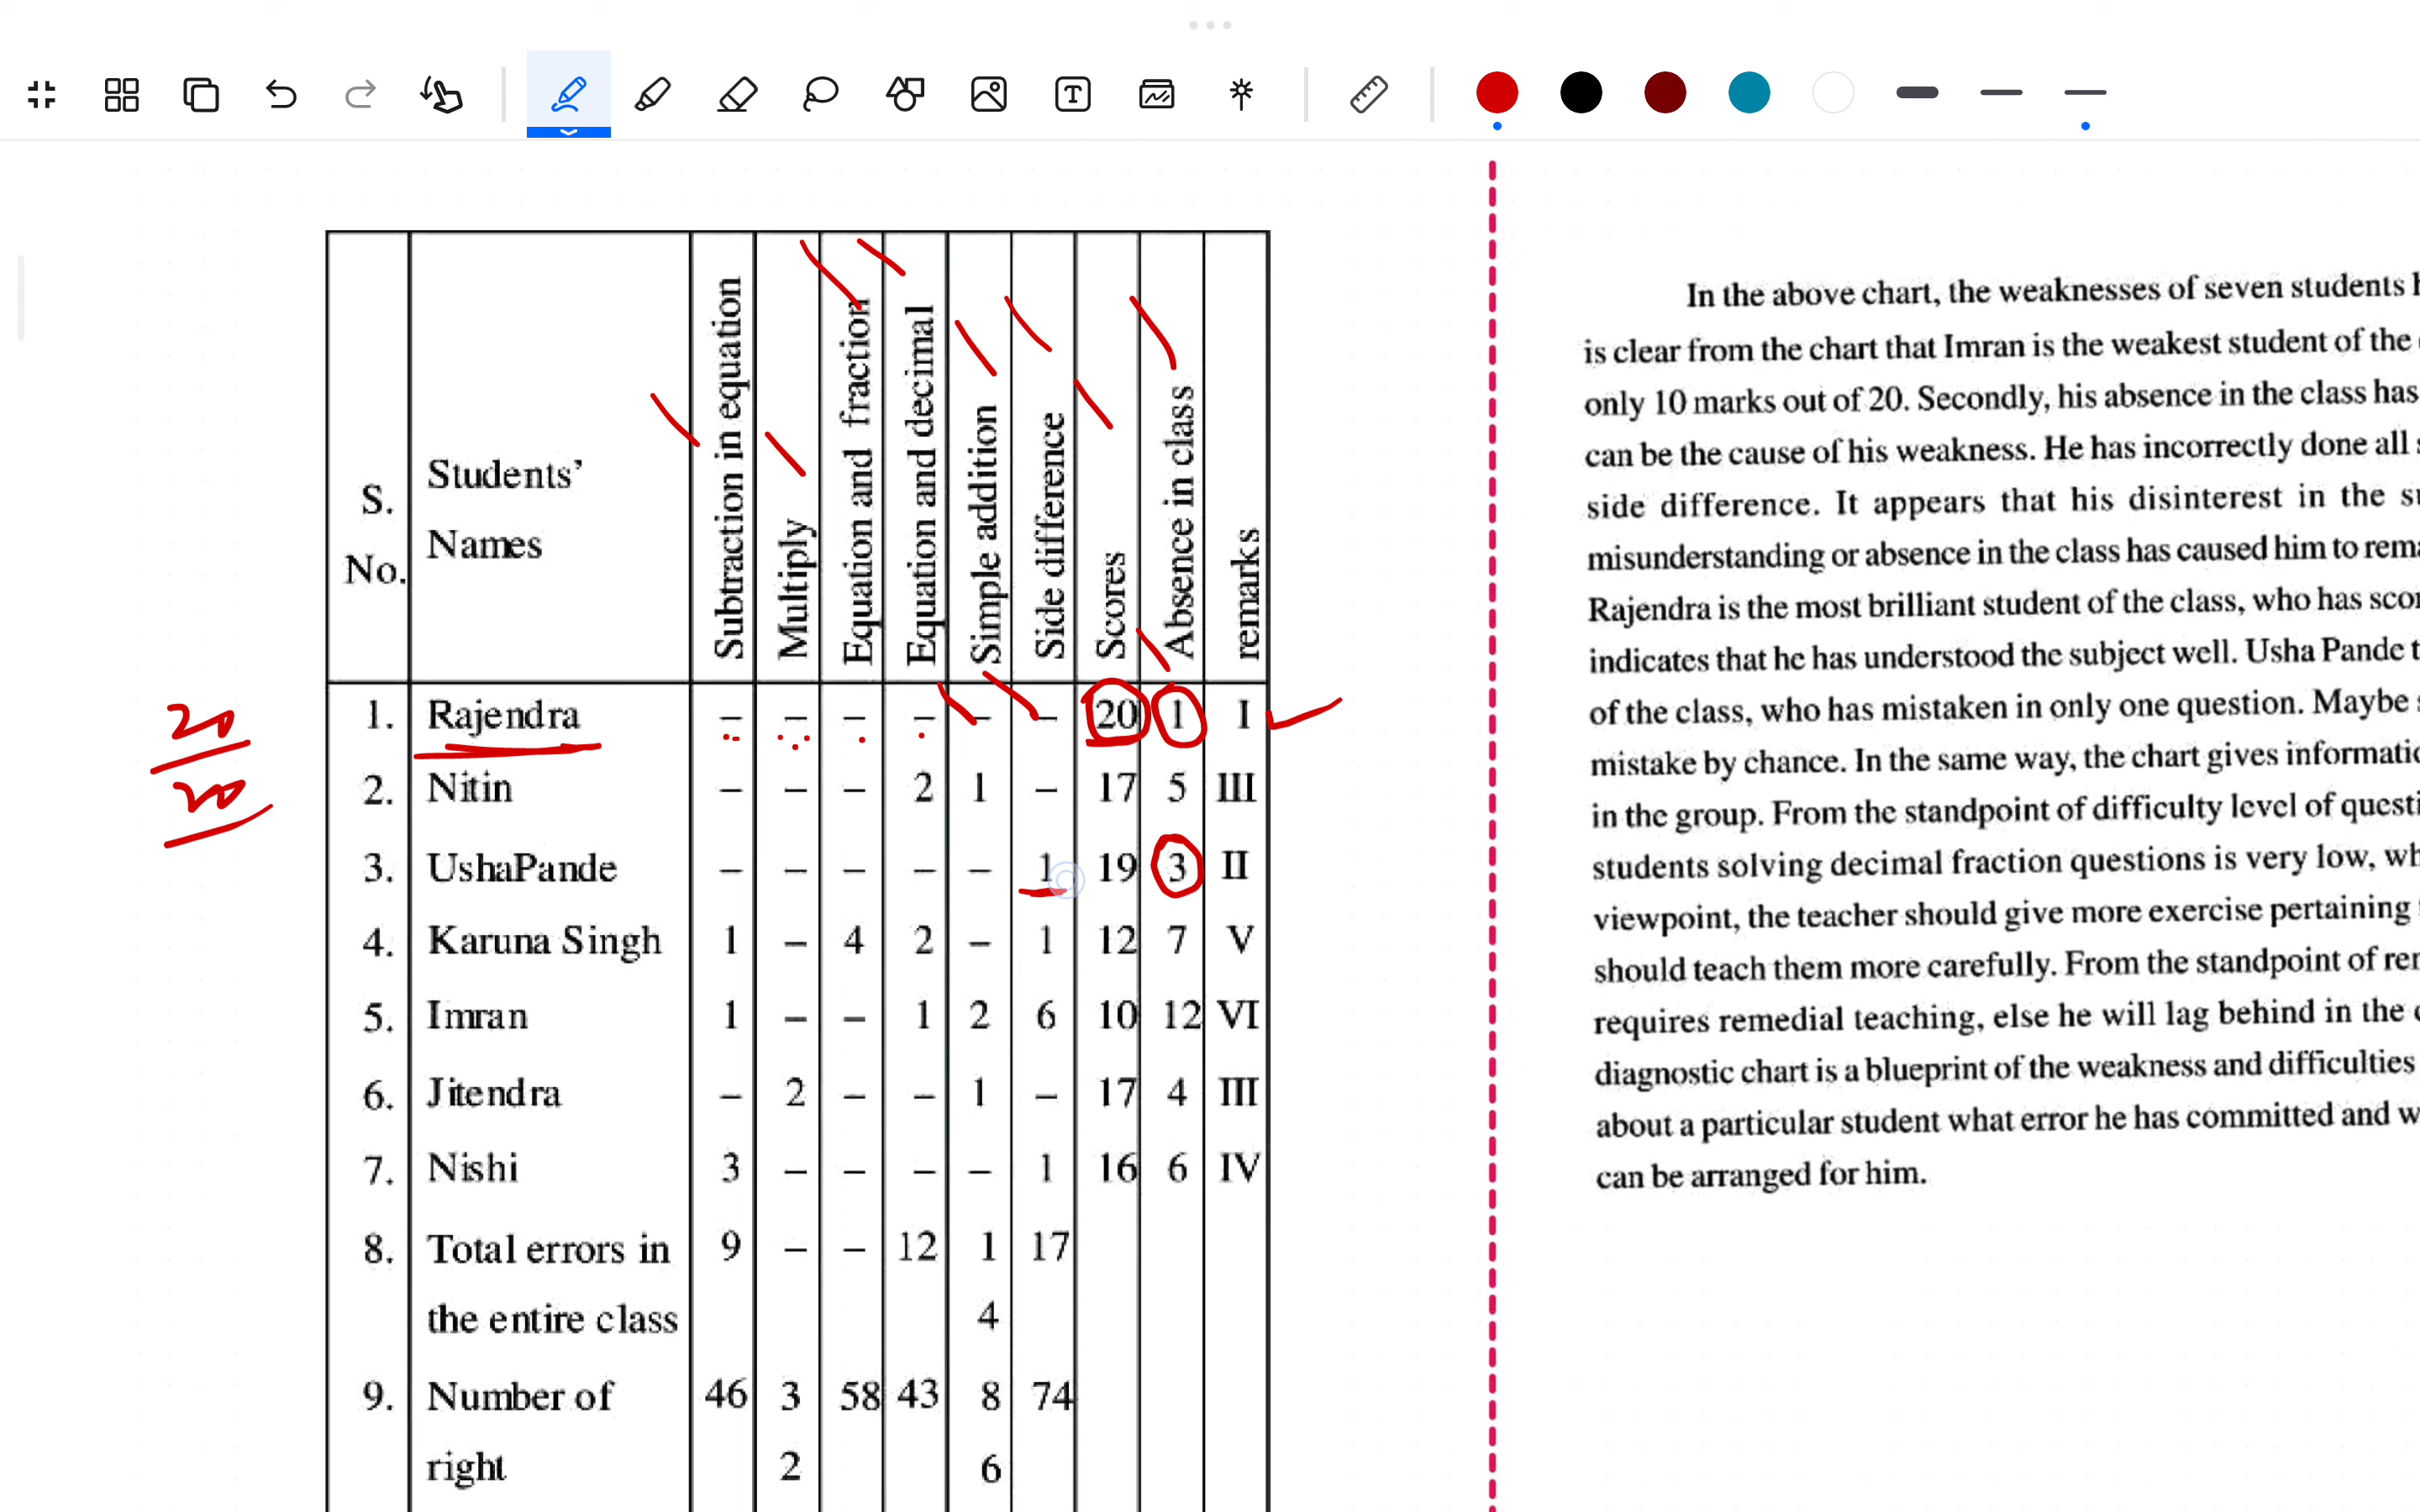 S. No.
Students' Names
Subtraction in equation
Multiply
Equation and fraction
Equation and decimal
Simple addition
Side difference
Scores
Absence in class
remarks
1. Rajendra – – – – – – 20 1 I
2. Nitin – – – 2 1 – 17 5 III
3. UshaPande – – – – – 1 19 3 II
4. Karuna Singh 1 – 4 2 – 1 12 7 V
5. Imran 1 – – 1 2 6 10 12 VI
6. Jitendra – 2 – – 1 – 17 4 III
7. Nishi 3 – – – – 1 16 6 IV
8. Total errors in 9 – – 12 1 17
the entire class 4
9. Number of 46 3 58 43 8 74
right 2 6
20
20
In the above chart, the weaknesses of seven students
is clear from the chart that Imran is the weakest student of the
only 10 marks out of 20. Secondly, his absence in the class has
can be the cause of his weakness. He has incorrectly done all
side difference. It appears that his disinterest in the
misunderstanding or absence in the class has caused him to
Rajendra is the most brilliant student of the class, who has
indicates that he has understood the subject well. Usha Pande
of the class, who has mistaken in only one question. Maybe
mistake by chance. In the same way, the chart gives
in the group. From the standpoint of difficulty level of
students solving decimal fraction questions is very low,
viewpoint, the teacher should give more exercise pertaining
should teach them more carefully. From the standpoint of
requires remedial teaching, else he will lag behind in the
diagnostic chart is a blueprint of the weakness and difficulties
about a particular student what error he has committed and
can be arranged for him.